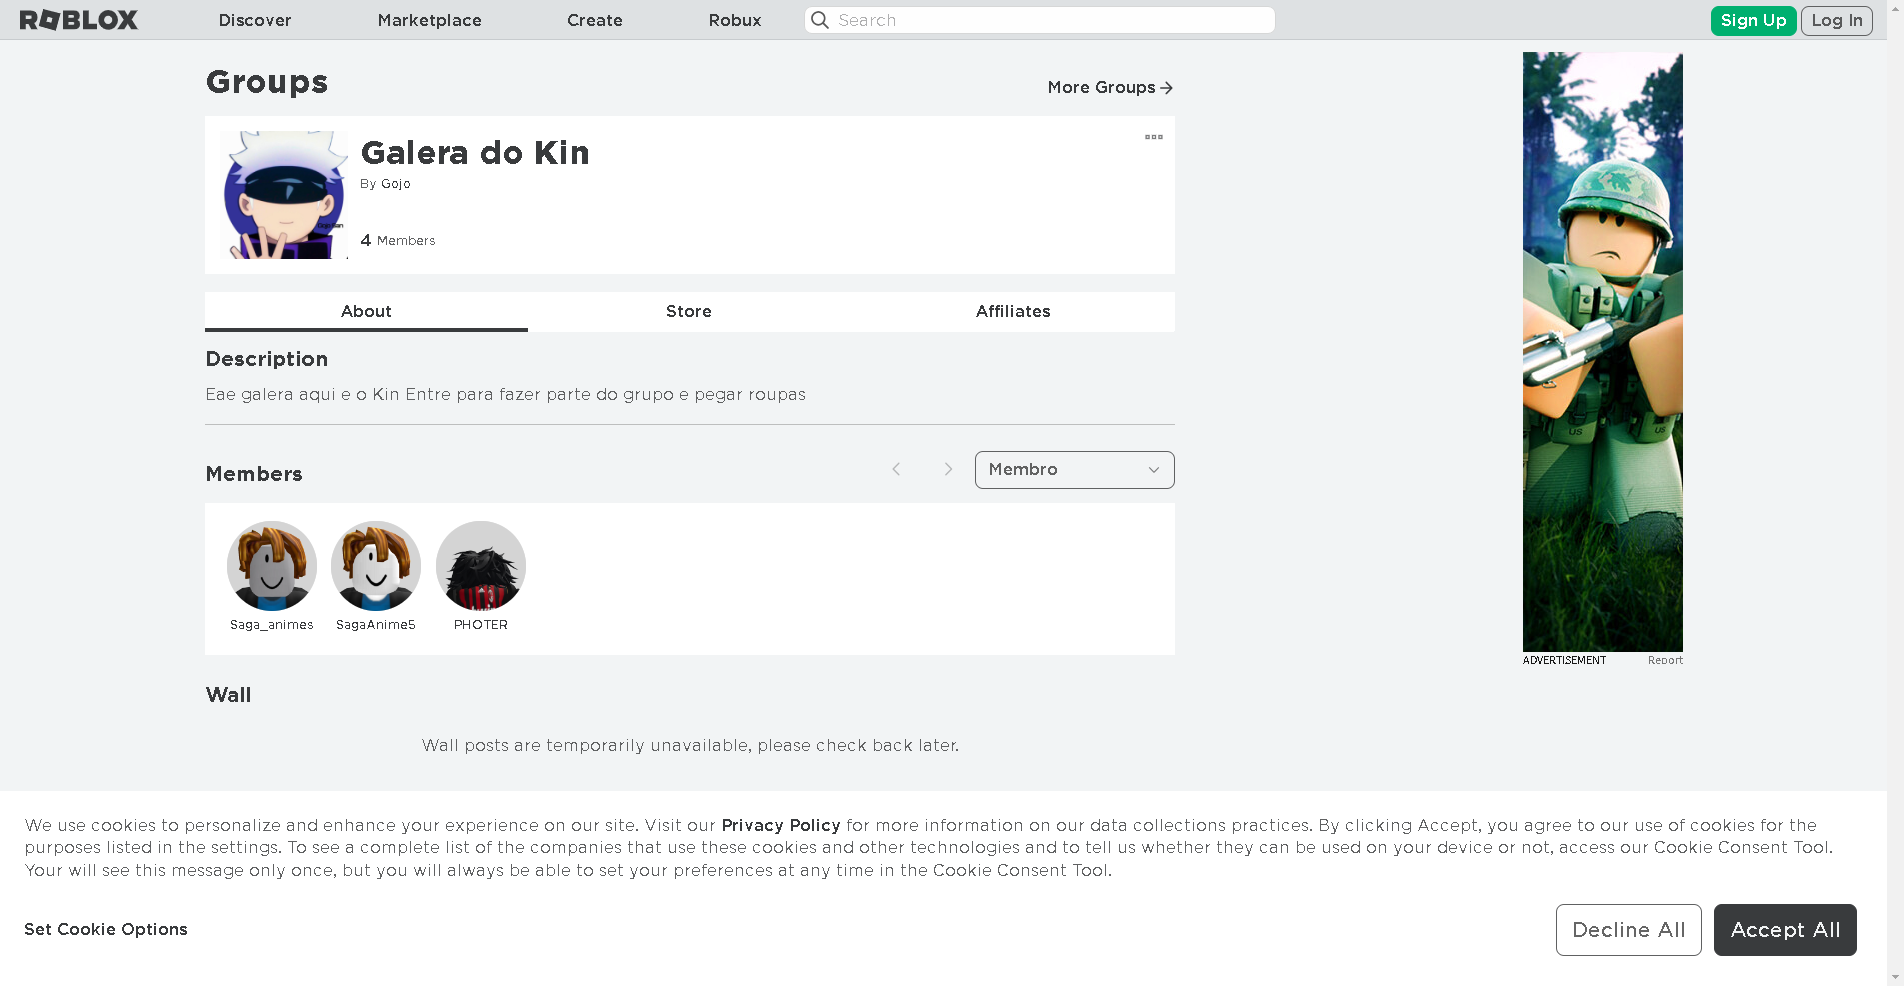 ROBLOX Discover Marketplace Create Robux Search Sign Up Log In
Groups
More Groups
Galera do Kin
By Gojo
4 Members
About Store Affiliates
Description
Eae galera aqui e o Kin Entre para fazer parte do grupo e pegar roupas
Members
Membro
Saga_animes SagaAnime5 PHOTER
Wall
Wall posts are temporarily unavailable, please check back later.
US US
ADVERTISEMENT Report
We use cookies to personalize and enhance your experience on our site. Visit our Privacy Policy for more information on our data collections practices. By clicking Accept, you agree to our use of cookies for the
purposes listed in the settings. To see a complete list of the companies that use these cookies and other technologies and to tell us whether they can be used on your device or not, access our Cookie Consent Tool.
Your will see this message only once, but you will always be able to set your preferences at any time in the Cookie Consent Tool.
Set Cookie Options
Decline All Accept All